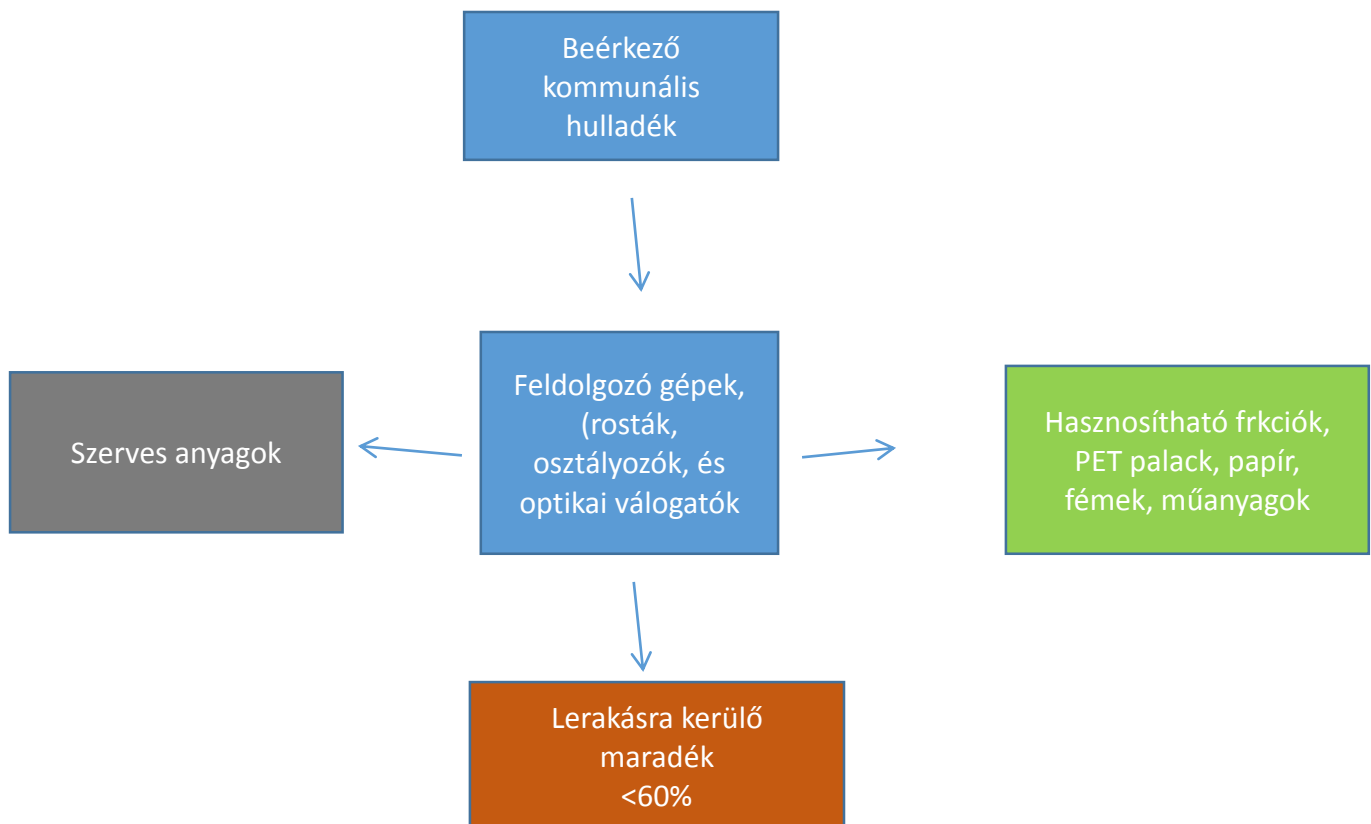 Beérkező
kommunális
hulladék
Szerves anyagok
Feldolgozó gépek,
(rosták,
osztályozók, és
optikai válogatók
Hasznosítható frkciók,
PET palack, papír,
fémek, műanyagok
Lerakásra kerülő
maradék
<60%